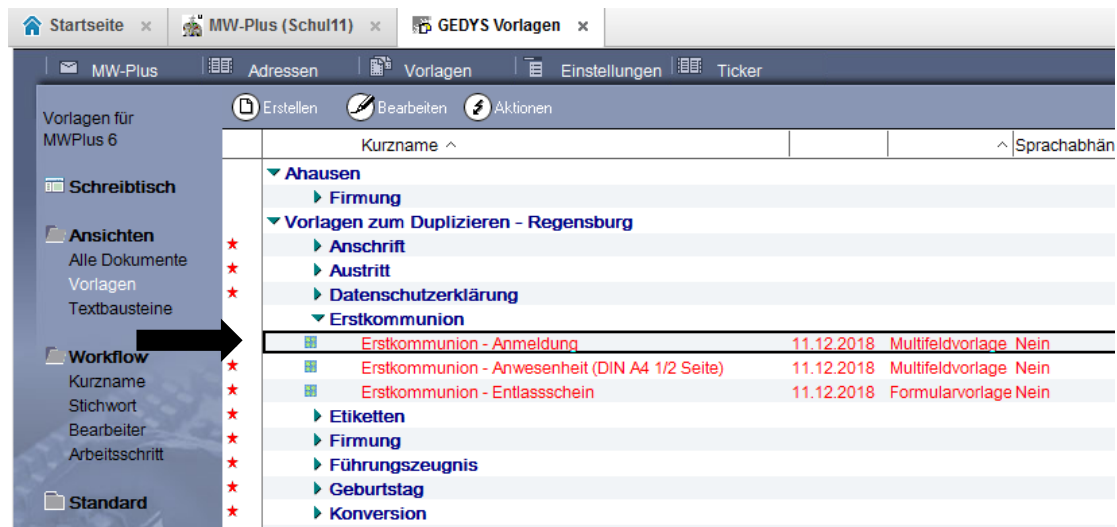 Startseite × MW-Plus (Schul11) × GEDYS Vorlagen ×
MW-Plus Adressen Vorlagen Einstellungen Ticker
Erstellen Bearbeiten Aktionen
Vorlagen für
MWPlus 6
Schreibtisch
Ansichten
Alle Dokumente
Vorlagen
Textbausteine
Workflow
Kurzname
Stichwort
Bearbeiter
Arbeitsschritt
Standard
Kurzname Sprachabhän
Ahausen
Firmung
Vorlagen zum Duplizieren - Regensburg
Anschrift
Austritt
Datenschutzerklärung
Erstkommunion
Erstkommunion - Anmeldung 11.12.2018 Multifeldvorlage Nein
Erstkommunion - Anwesenheit (DIN A4 1/2 Seite) 11.12.2018 Multifeldvorlage Nein
Erstkommunion - Entlassschein 11.12.2018 Formularvorlage Nein
Etiketten
Firmung
Führungszeugnis
Geburtstag
Konversion